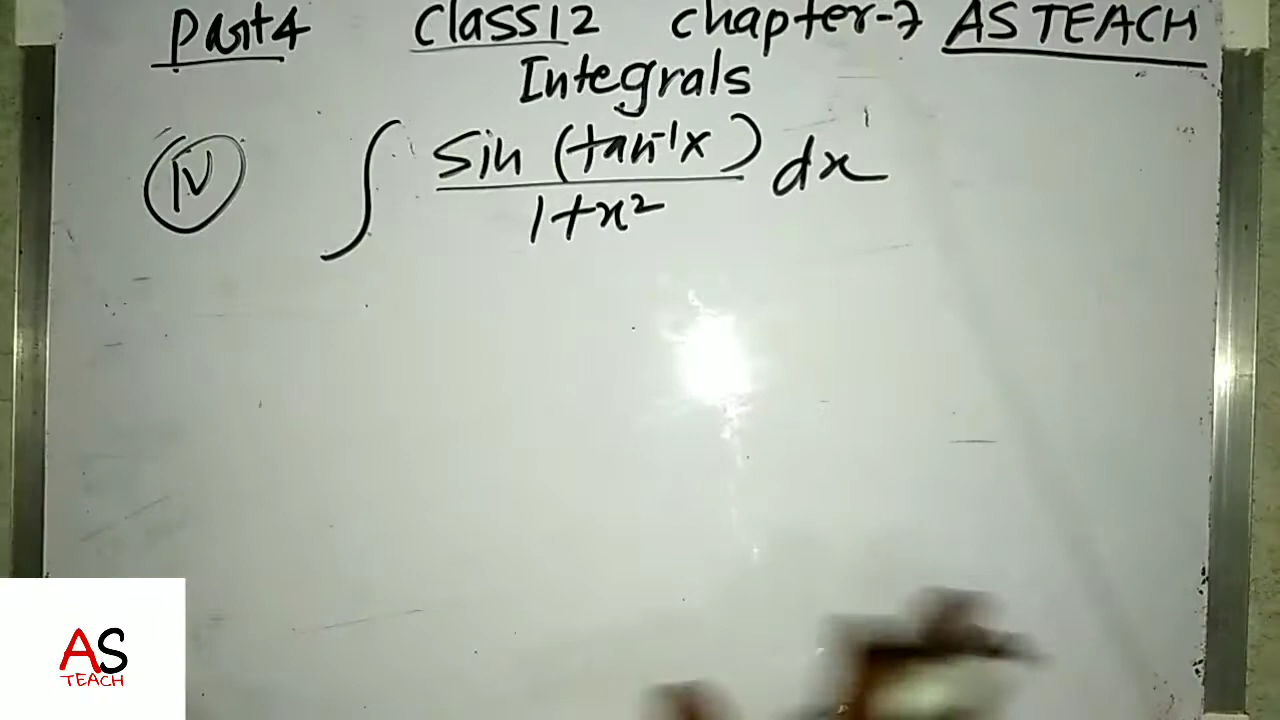 Part4 Class12 Chapter-7 AS TEACH
Integrals
(IV) ∫ sin (tan⁻¹x) / 1+x² dx
AS
TEACH